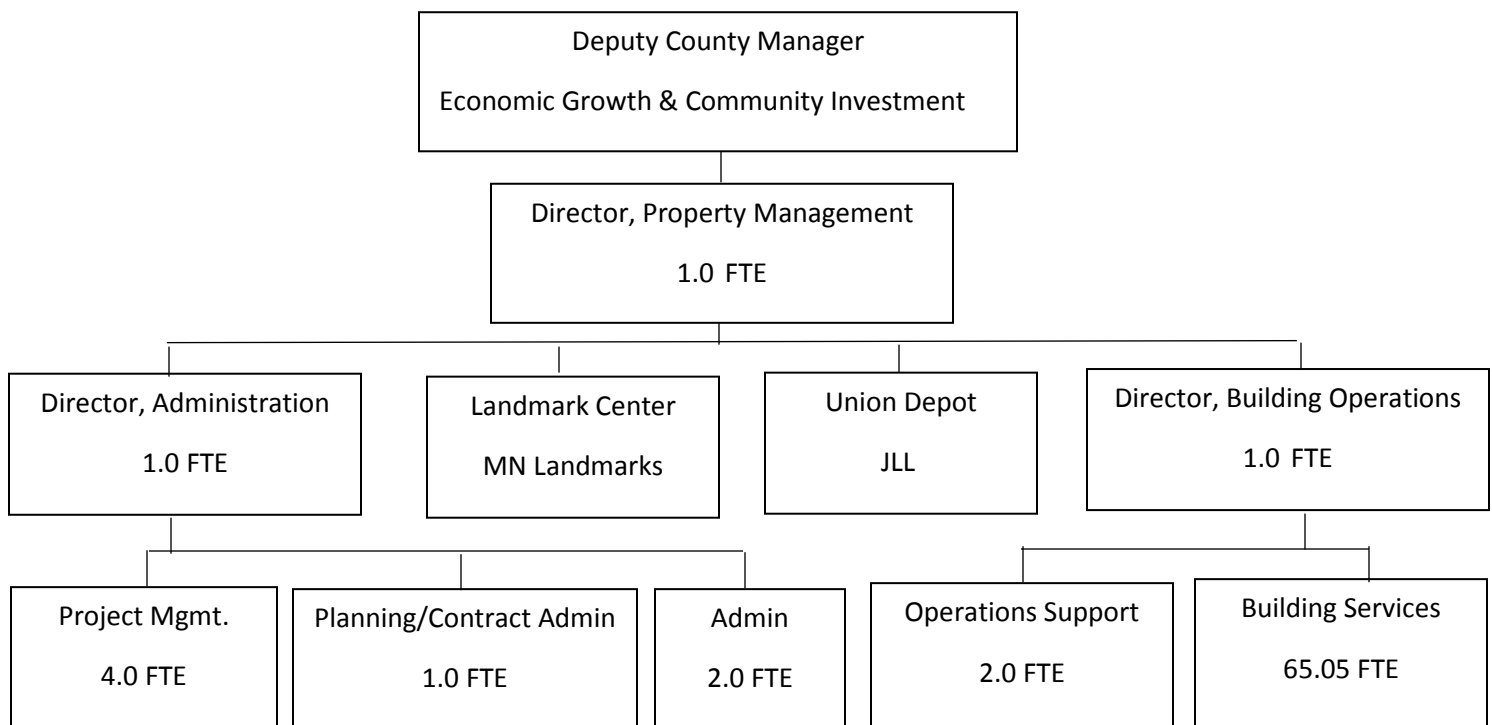 Deputy County Manager
Economic Growth & Community Investment
Director, Property Management
1.0 FTE
Director, Administration
1.0 FTE
Landmark Center
MN Landmarks
Union Depot
JLL
Director, Building Operations
1.0 FTE
Project Mgmt.
4.0 FTE
Planning/Contract Admin
1.0 FTE
Admin
2.0 FTE
Operations Support
2.0 FTE
Building Services
65.05 FTE